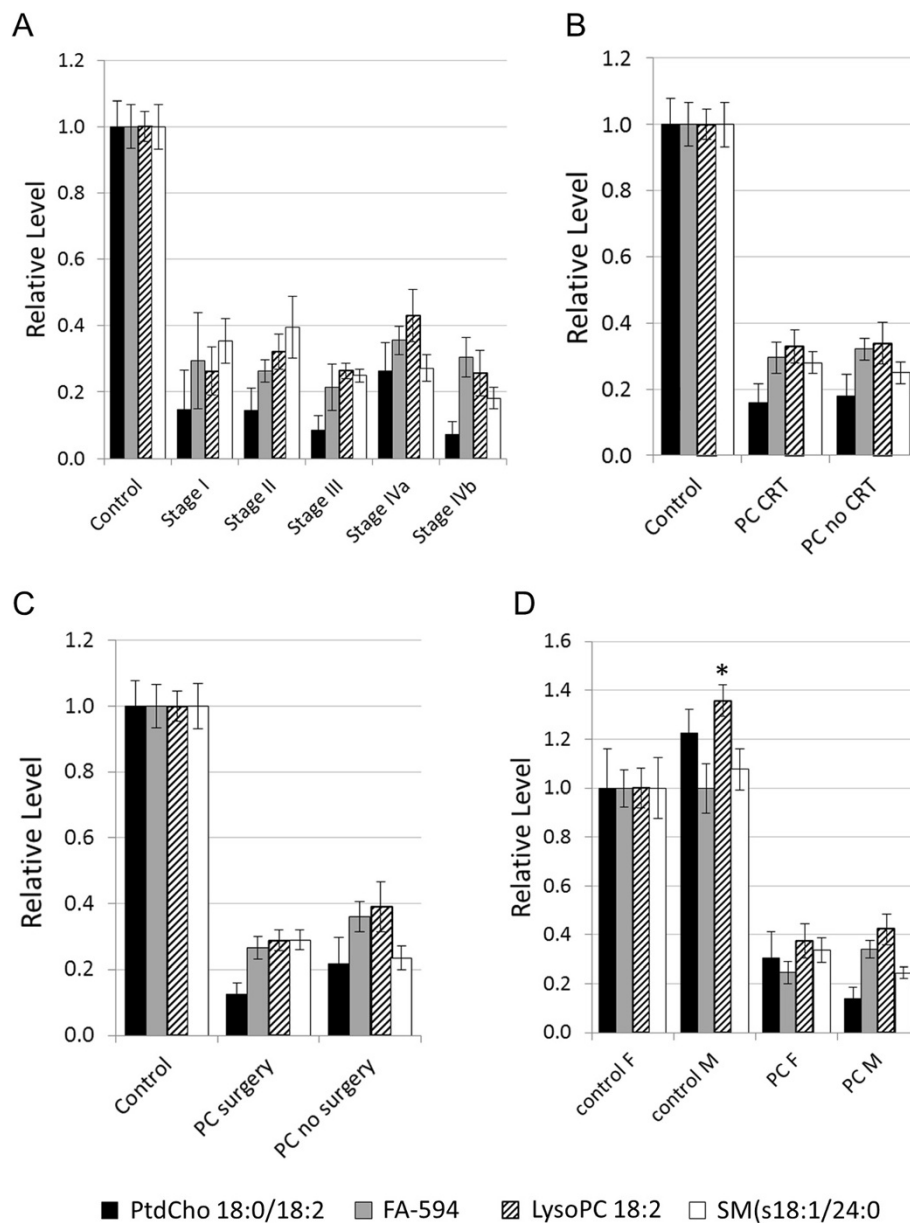 A
1.2
1.0
0.8
0.6
0.4
0.2
0.0
Relative Level
Control
Stage I
Stage II
Stage III
Stage IVa
Stage IVb
B
1.2
1.0
0.8
0.6
0.4
0.2
0.0
Relative Level
Control
PC CRT
PC no CRT
C
1.2
1.0
0.8
0.6
0.4
0.2
0.0
Relative Level
Control
PC surgery
PC no surgery
D
1.6
1.4
1.2
1.0
0.8
0.6
0.4
0.2
0.0
Relative Level
*
control F
control M
PC F
PC M
PtdCho 18:0/18:2 FA-594 LysoPC 18:2 SM(s18:1/24:0